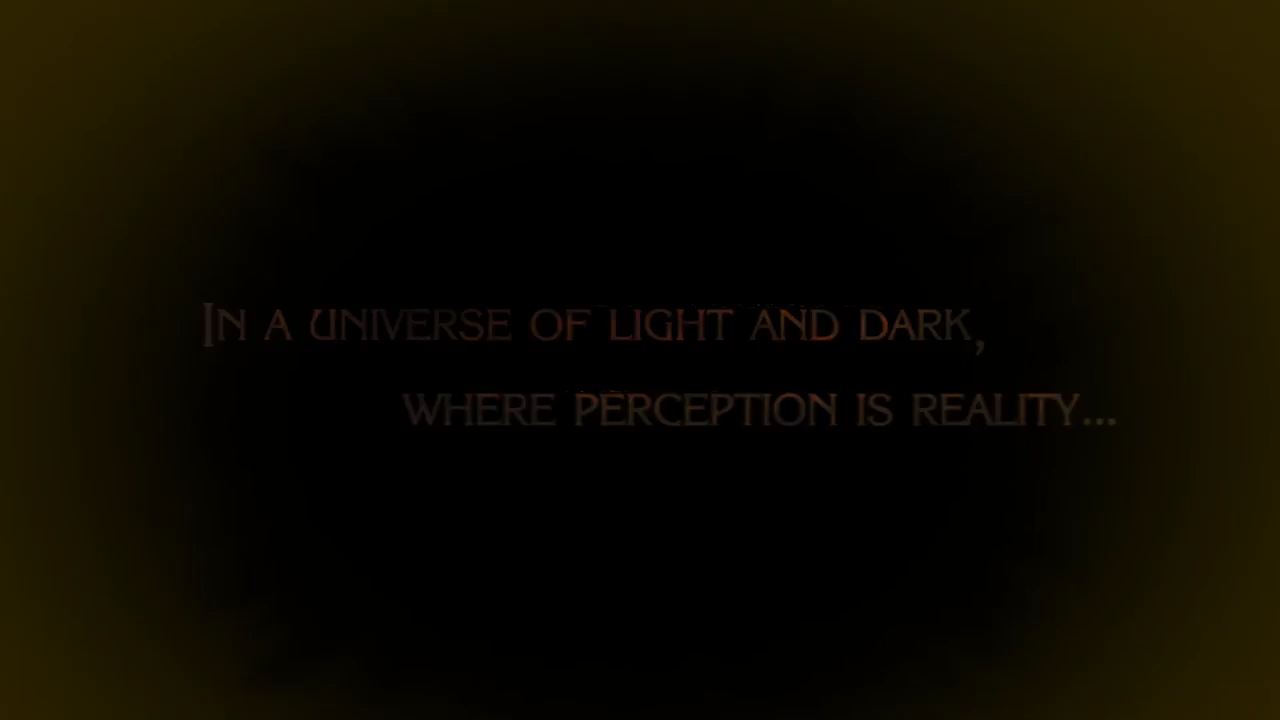 In a universe of light and dark,
where perception is reality...